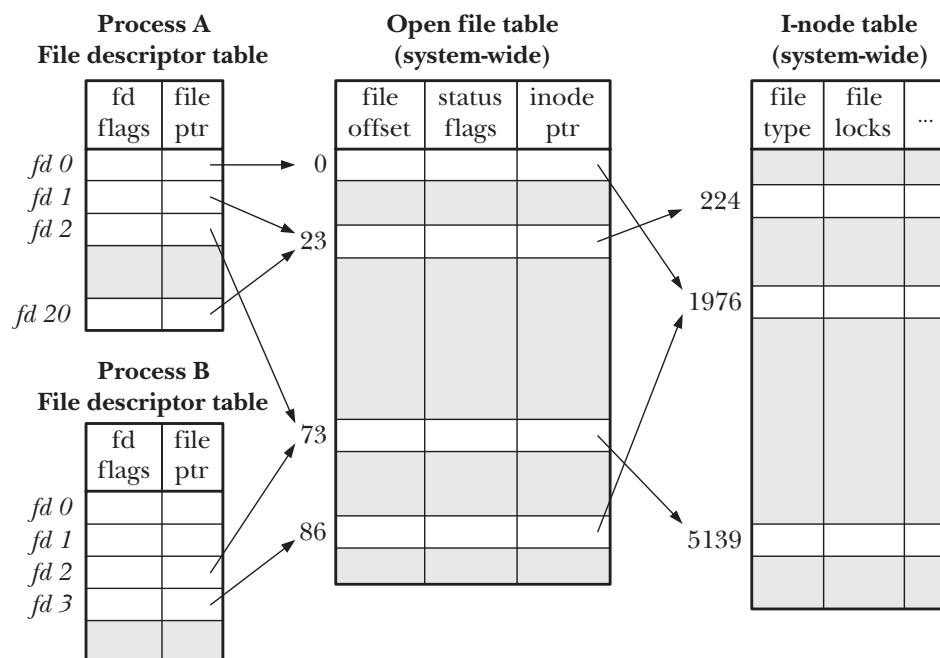 Process A
File descriptor table
fd flags
file ptr
fd 0
fd 1
fd 2
fd 20
Process B
File descriptor table
fd flags
file ptr
fd 0
fd 1
fd 2
fd 3
Open file table
(system-wide)
file offset
status flags
inode ptr
0
23
73
86
I-node table
(system-wide)
file type
file locks
...
224
1976
5139